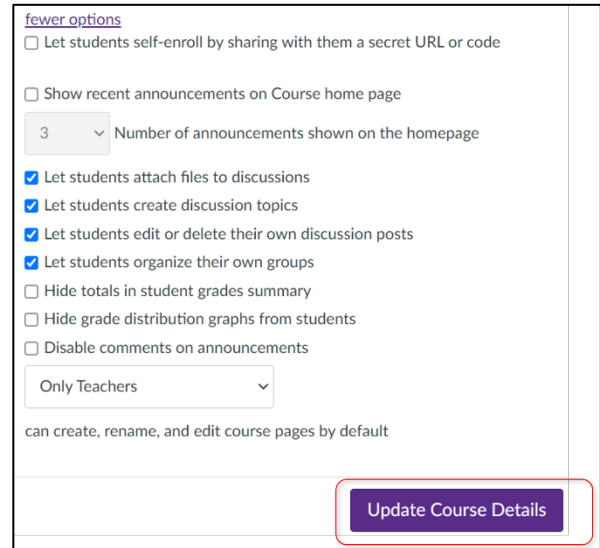 fewer options
Let students self-enroll by sharing with them a secret URL or code
Show recent announcements on Course home page
3 Number of announcements shown on the homepage
Let students attach files to discussions
Let students create discussion topics
Let students edit or delete their own discussion posts
Let students organize their own groups
Hide totals in student grades summary
Hide grade distribution graphs from students
Disable comments on announcements
Only Teachers
can create, rename, and edit course pages by default
Update Course Details